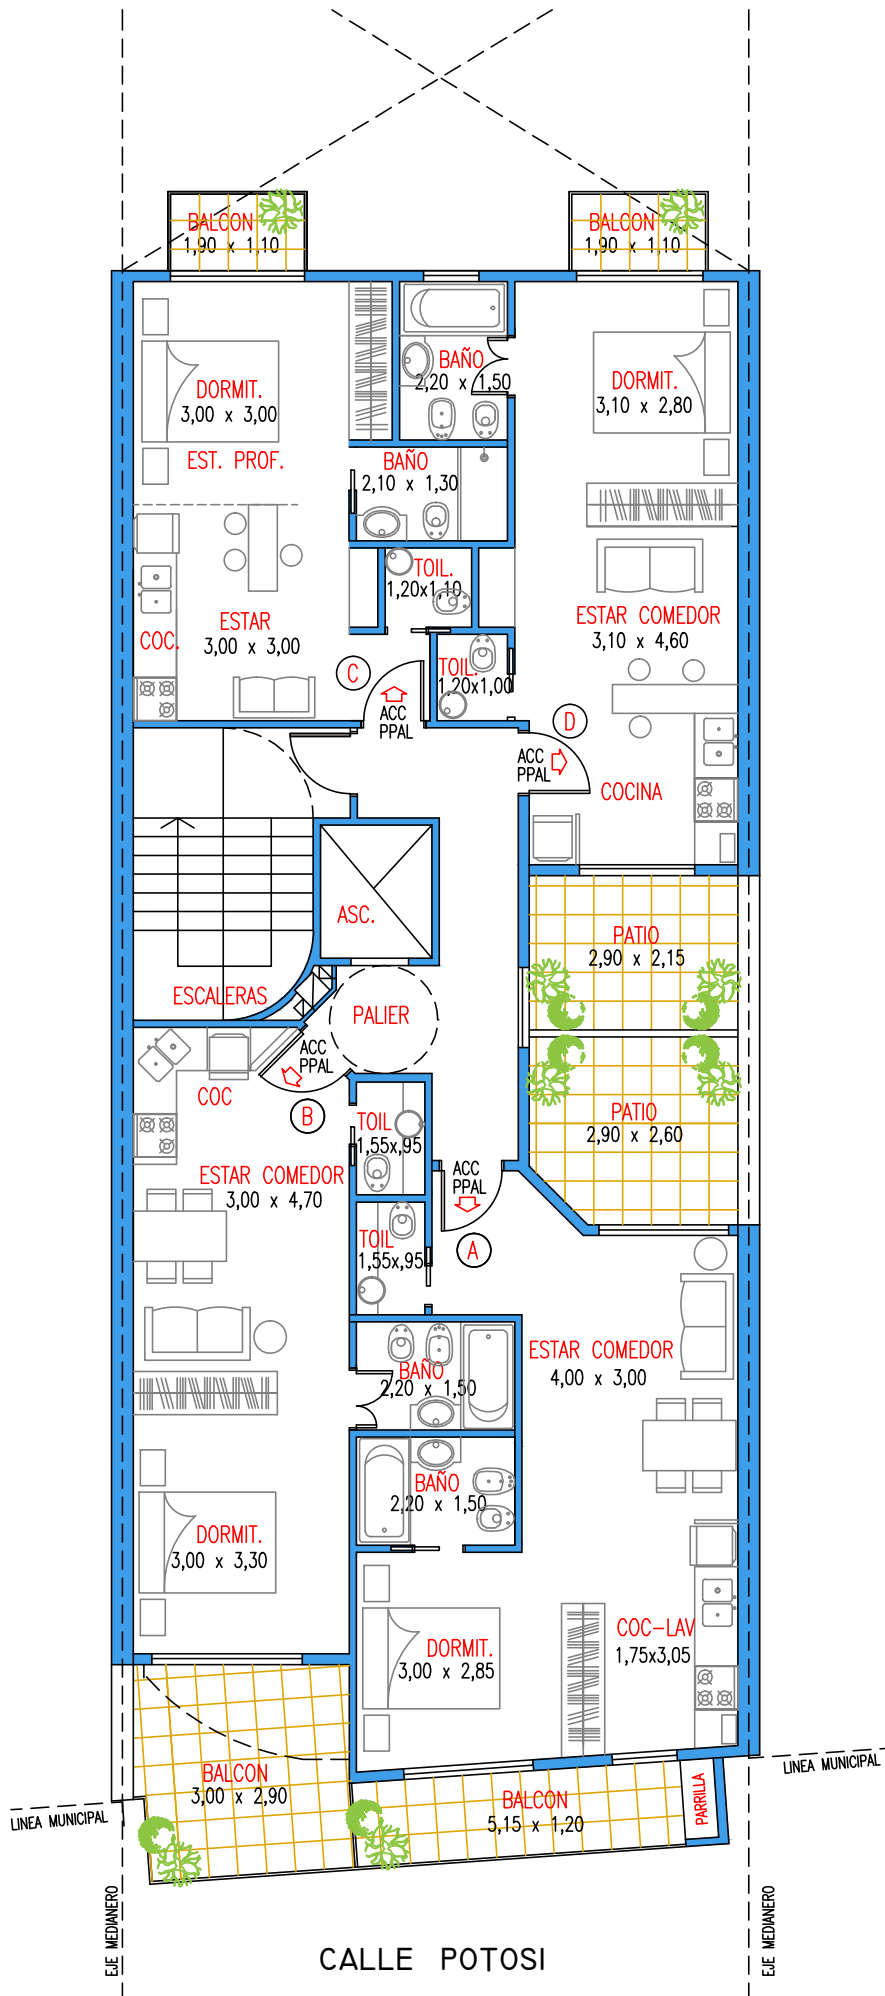 BALCON
1,90 x 1,10
BALCON
1,90 x 1,10
BAÑO
2,20 x 1,50
DORMIT.
3,00 x 3,00
DORMIT.
3,10 x 2,80
EST. PROF.
BAÑO
2,10 x 1,30
TOIL.
1,20x1,10
ESTAR
3,00 x 3,00
COC.
ESTAR COMEDOR
3,10 x 4,60
TOIL.
1,20x1,00
C
ACC
PPAL
D
ACC
PPAL
COCINA
ASC.
PATIO
2,90 x 2,15
ESCALERAS
PALIER
ACC
PPAL
COC
B
TOIL
1,55x,95
PATIO
2,90 x 2,60
ESTAR COMEDOR
3,00 x 4,70
ACC
PPAL
TOIL
1,55x,95
A
ESTAR COMEDOR
4,00 x 3,00
BAÑO
2,20 x 1,50
BAÑO
2,20 x 1,50
DORMIT.
3,00 x 3,30
COC-LAV
1,75x3,05
DORMIT.
3,00 x 2,85
LINEA MUNICIPAL
BALCON
3,00 x 2,90
BALCON
5,15 x 1,20
PARRILLA
LINEA MUNICIPAL
EJE MEDIANERO
EJE MEDIANERO
CALLE POTOSI